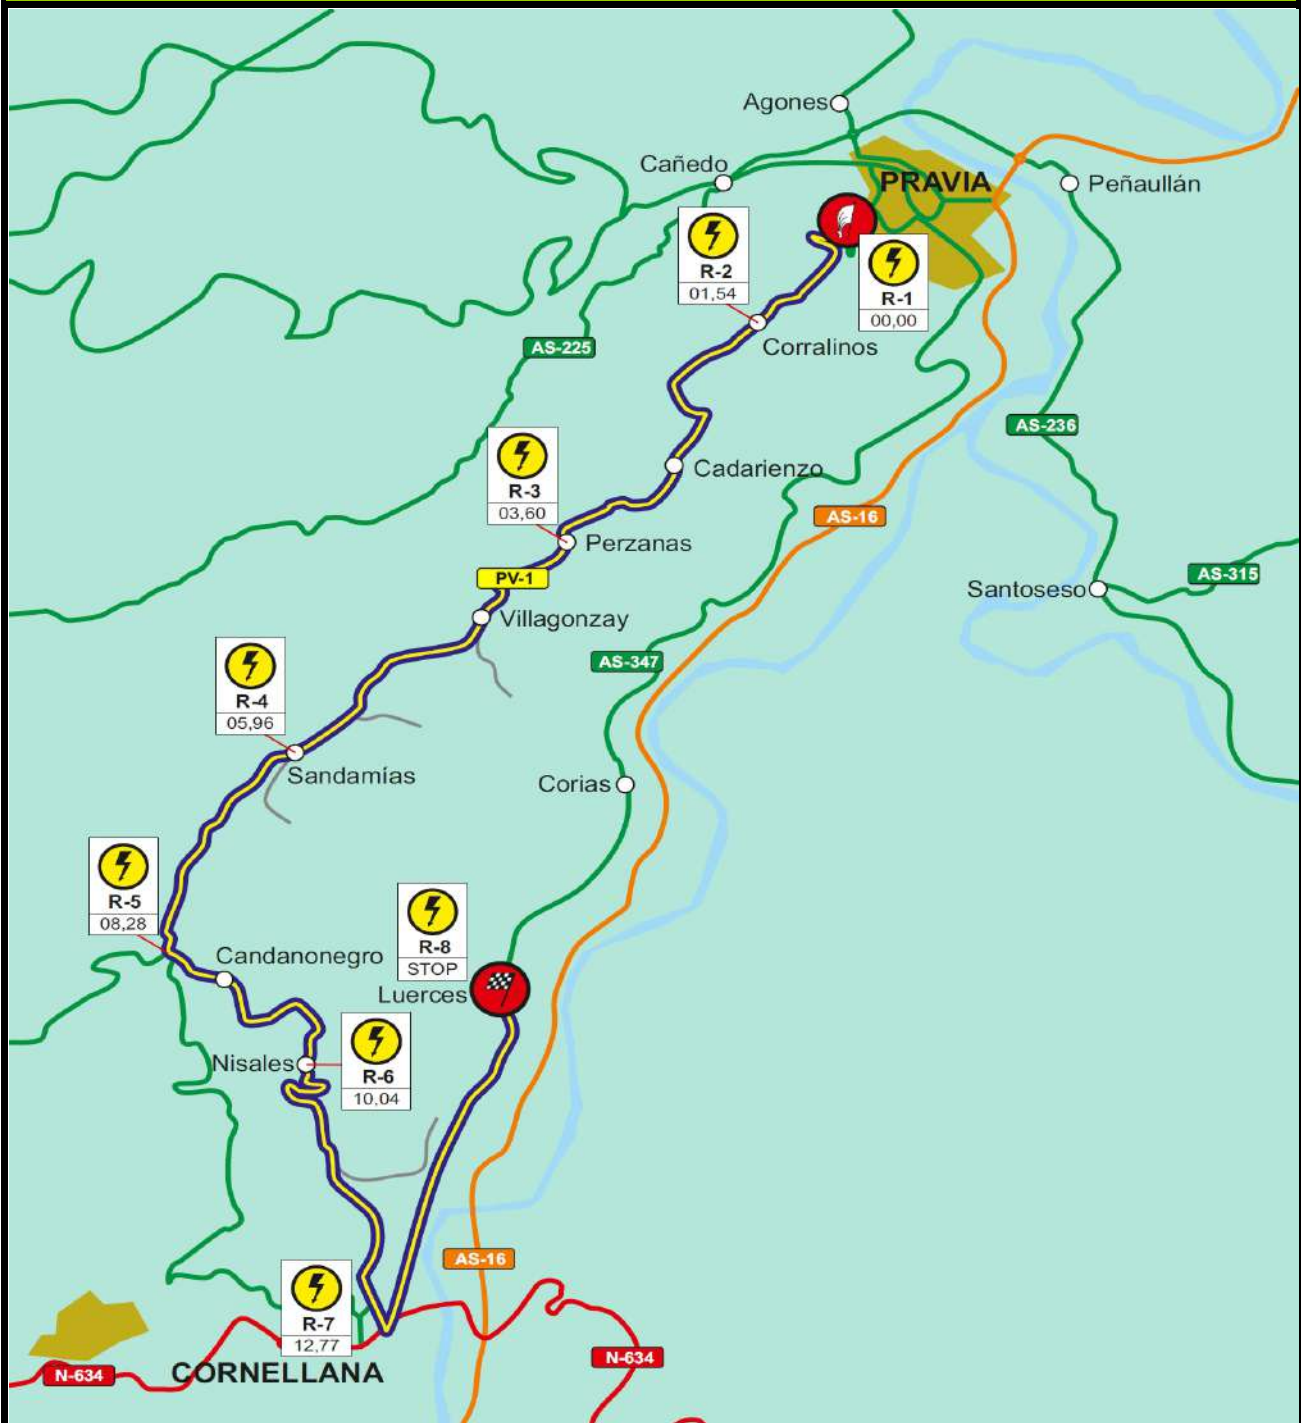 Agones
Cañedo
PRAVIA
Peñaullán
R-2
01,54
R-1
00,00
AS-225
Corralinos
AS-236
R-3
03,60
Cadarienzo
AS-16
Perzanas
PV-1
AS-315
Santoseso
Villagonzay
AS-347
R-4
05,96
Sandamías
Corias
R-5
08,28
R-8
STOP
Candanonegro
Luerces
Nisales
R-6
10,04
AS-16
R-7
12,77
N-634
CORNELLANA
N-634